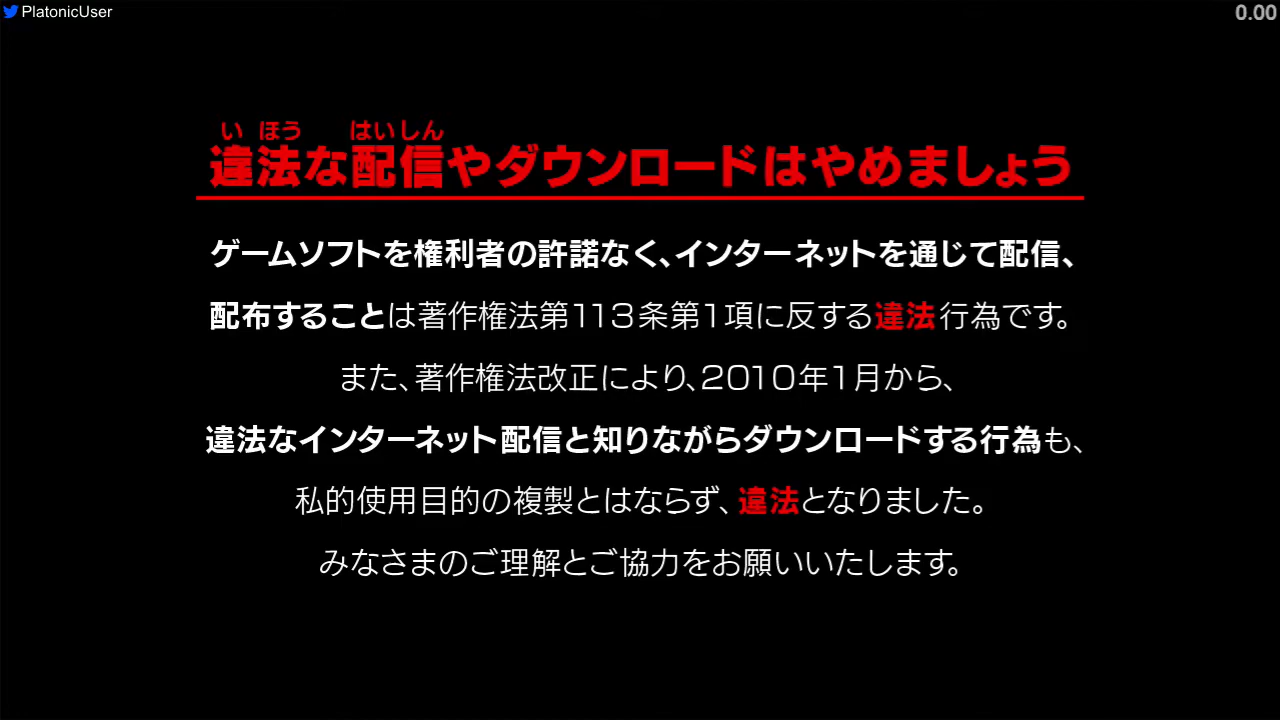 PlatonicUser
0.00
い ほう はいしん
違法な配信やダウンロードはやめましょう
ゲームソフトを権利者の許諾なく、インターネットを通じて配信、
配布することは著作権法第113条第1項に反する違法行為です。
また、著作権法改正により、2010年1月から、
違法なインターネット配信と知りながらダウンロードする行為も、
私的使用目的の複製とはならず、違法となりました。
みなさまのご理解とご協力をお願いいたします。